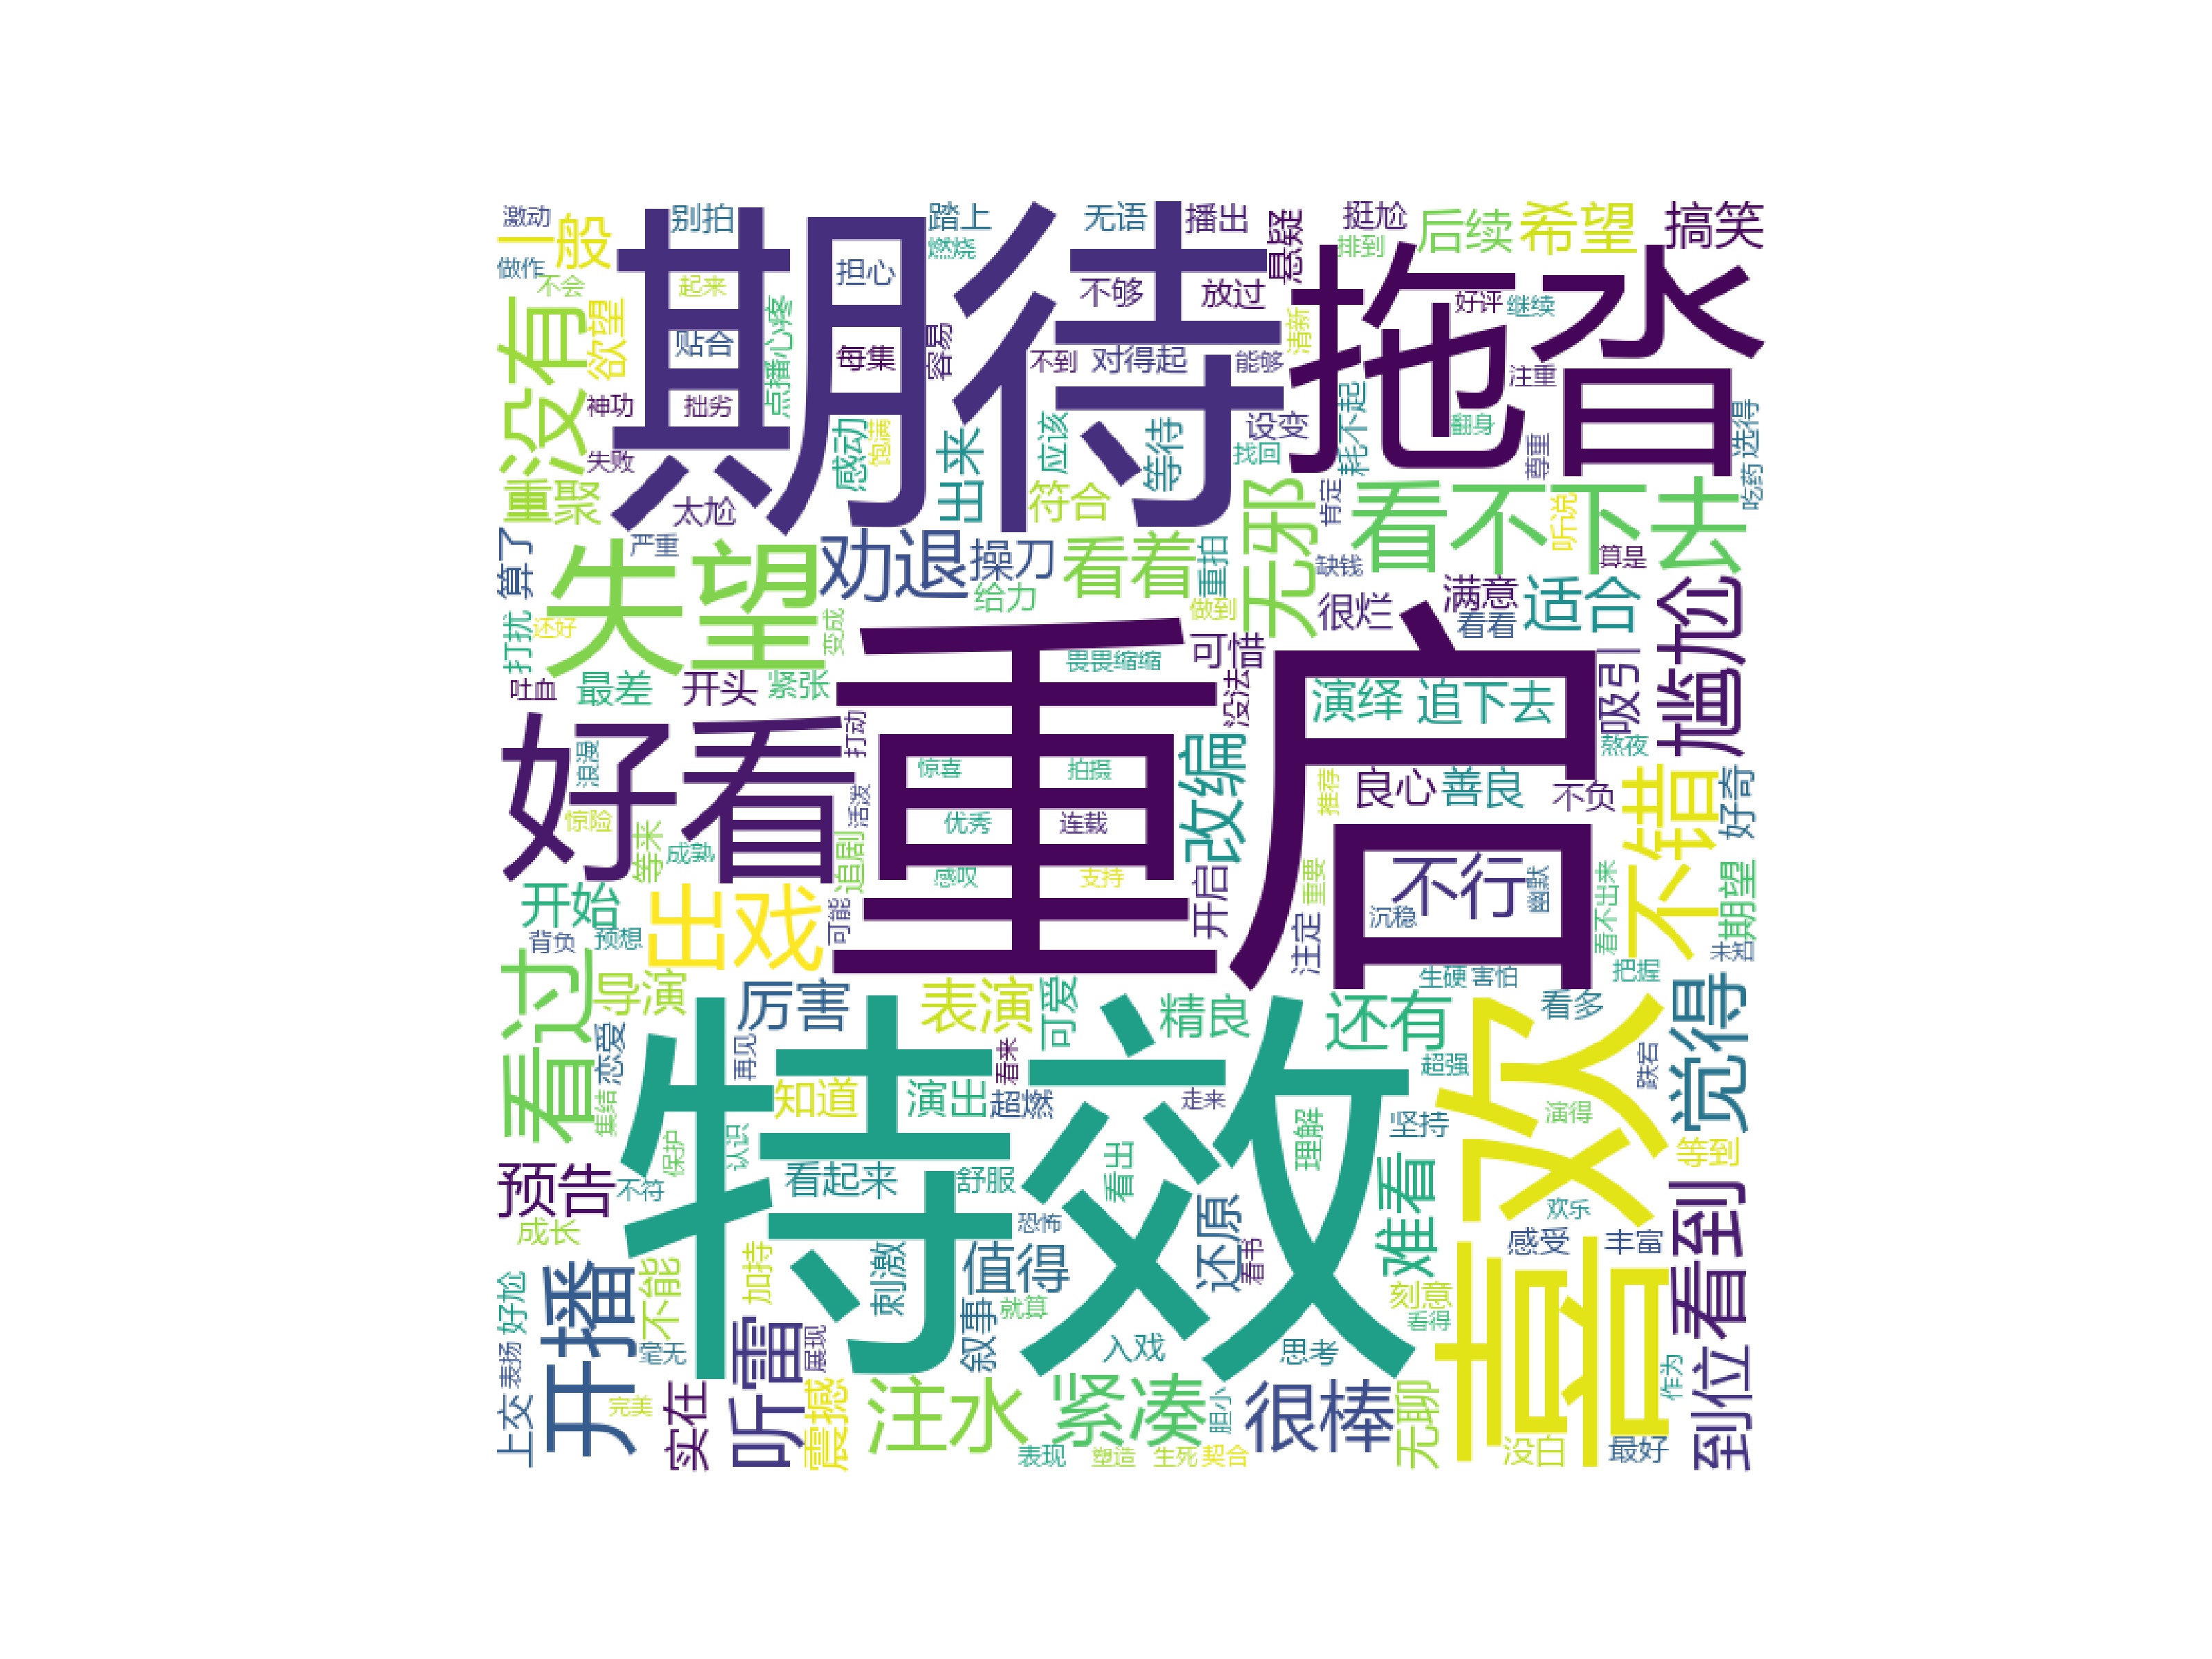 激动
一般
别拍
踏上
无语
播出
悬疑
挺尬
后续
希望
搞笑
做作
不会
起来
期待
担心
燃烧
不够
放过
排到
拖沓
好评
继续
没有
欲望
贴合
点播心疼
每集
容易
不到
对得起
能够
清新
注重
神功
拙劣
失败
感动
饱满
出来
应该
等待
设变
找回
耗不起
翻身
尊重
选得
吃药
重聚
太尬
符合
无邪
肯定
看不下去
听说
算是
算了
严重
失望
劝退
操刀
看着
重拍
缺钱
给力
做到
很烂
满意
看看
适合
尴尬
打扰
还好
变成
吐血
最差
开头
紧张
重启
畏畏缩缩
可惜
没法
演绎
追下去
吸引
好看
打动
浪漫
惊险
惊喜
拍摄
改编
熬夜
推荐
良心
善良
不负
不错
好奇
活泼
优秀
连载
等来
成熟
追剧
感叹
支持
开始
出戏
可能
开启
注定
重要
不行
沉稳
幽默
看不出来
期望
未知
背负
预想
看过
导演
厉害
表演
可爱
精良
还有
生硬
害怕
把握
看多
觉得
恋爱
集结
再见
特效
看来
超燃
知道
演出
走来
超强
喜欢
跌宕
演得
坚持
理解
等到
预告
不符
保护
认识
看起来
舒服
看出
难看
欢乐
成长
恐怖
还原
看书
感受
丰富
看到
好尬
开播
不能
加持
刺激
值得
刻意
看得
叙事
就算
听雷
展现
毫无
入戏
思考
作为
到位
表扬
上交
完美
实在
震撼
注水
紧凑
胆小
很棒
无聊
没白
最好
表现
塑造
生死
契合